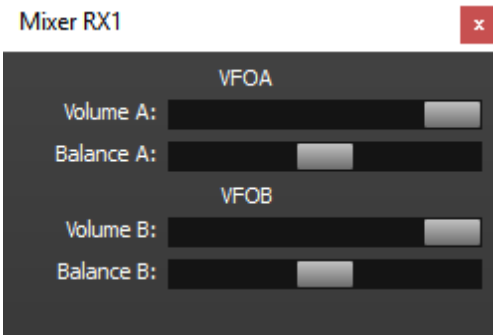 Mixer RX1
x
VFOA
Volume A:
Balance A:
VFOB
Volume B:
Balance B: